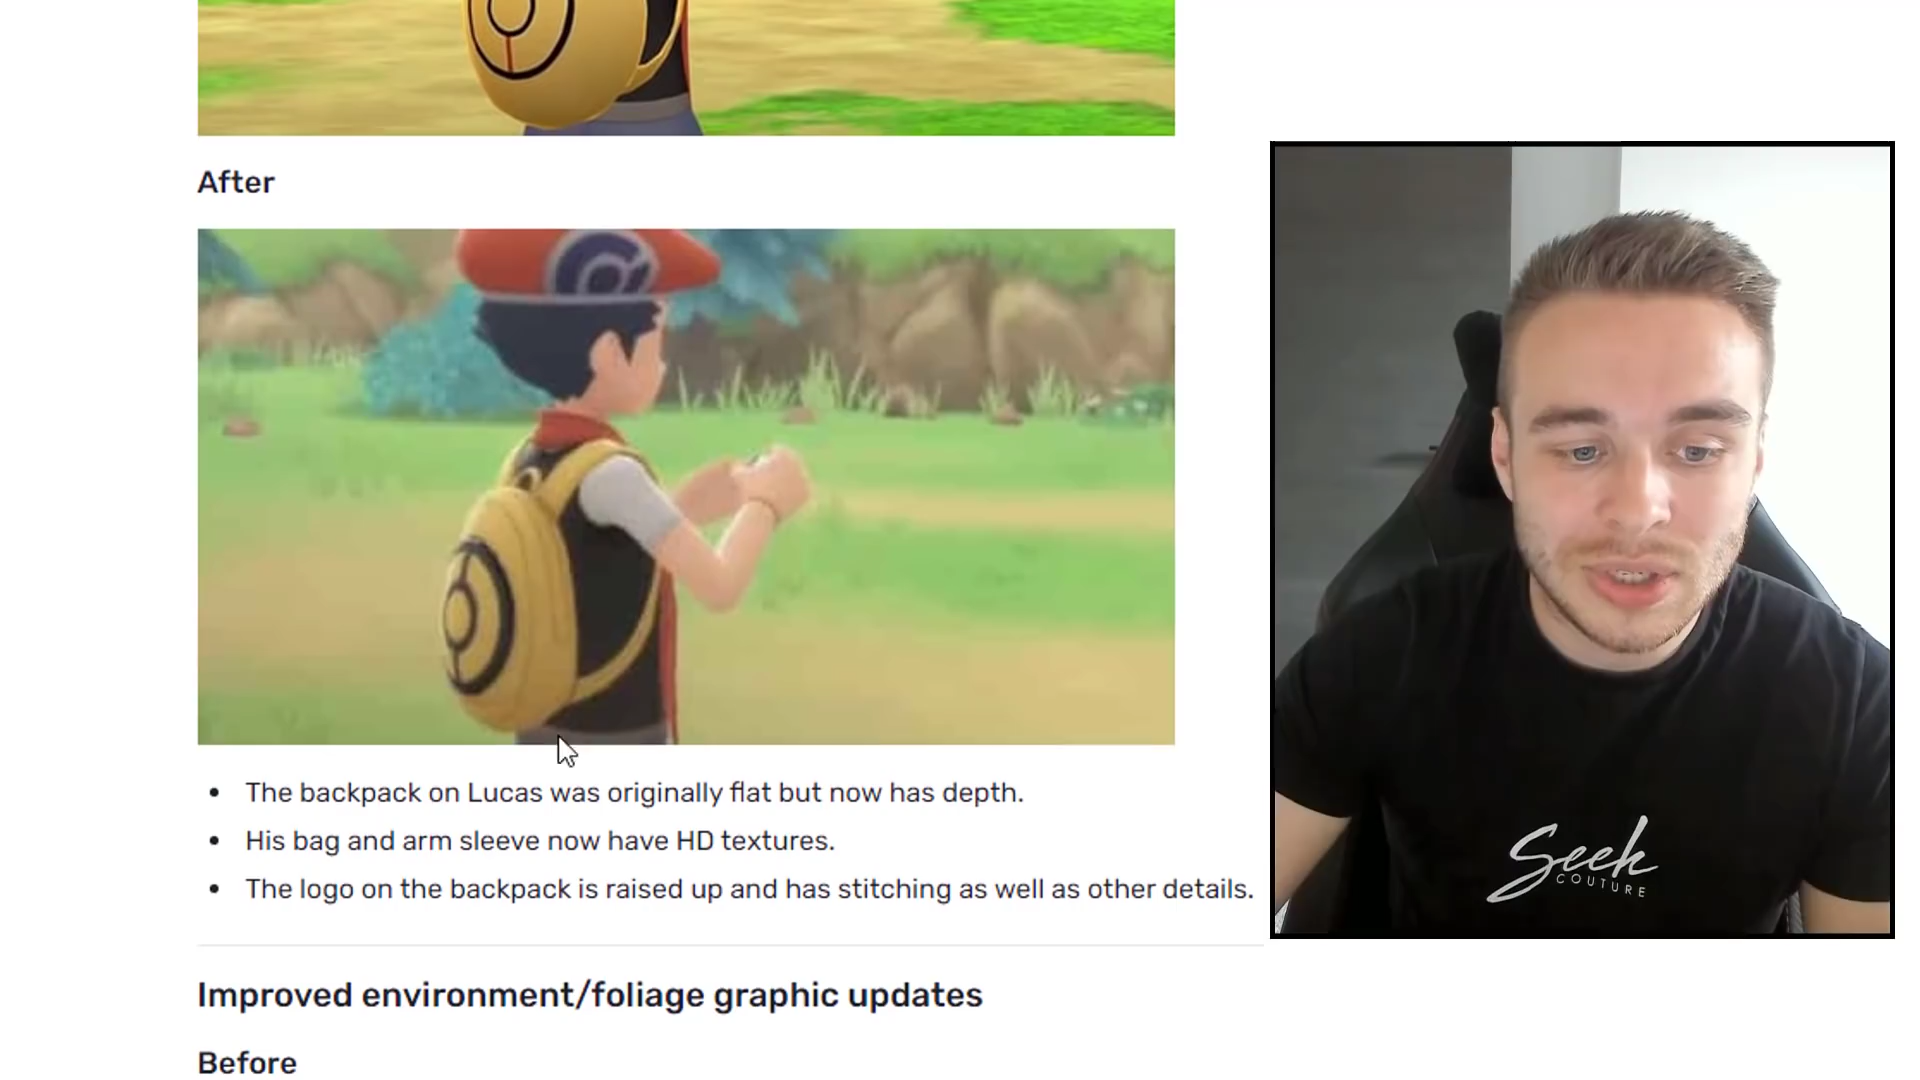 After
The backpack on Lucas was originally flat but now has depth.
His bag and arm sleeve now have HD textures.
The logo on the backpack is raised up and has stitching as well as other details.
Seek
COUTURE
Improved environment/foliage graphic updates
Before